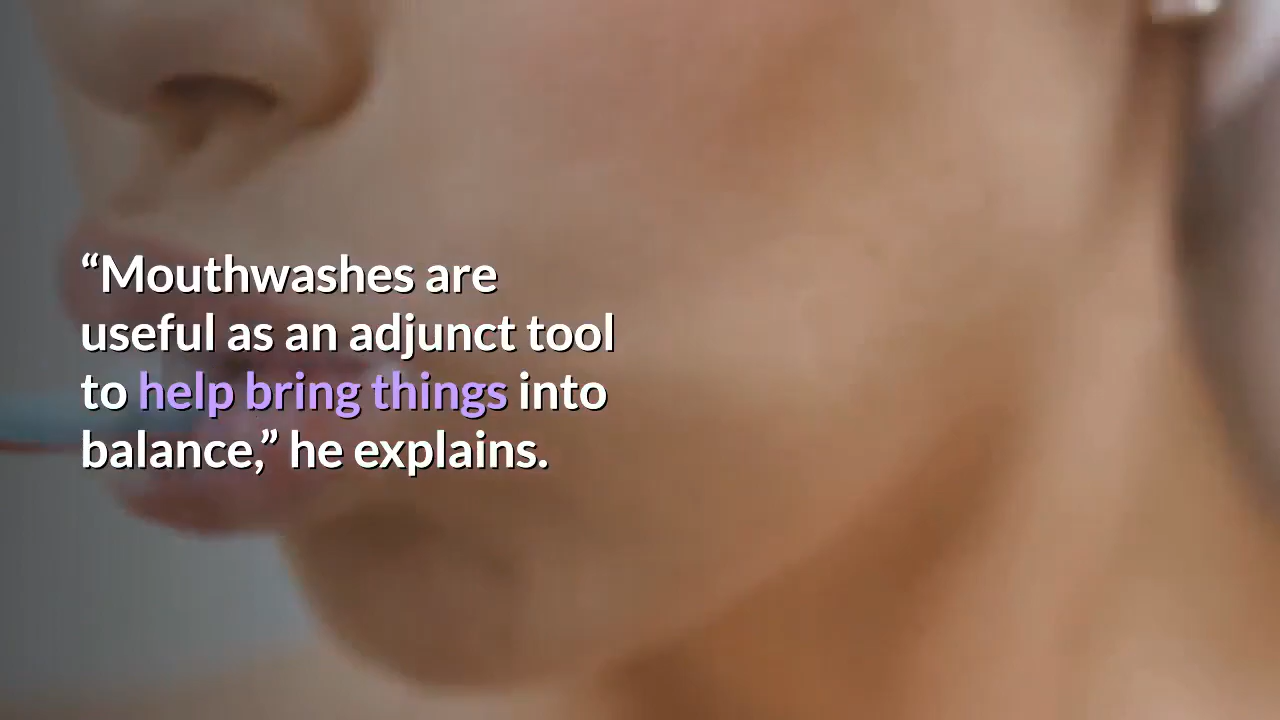 “Mouthwashes are
useful as an adjunct tool
to help bring things into
balance,” he explains.